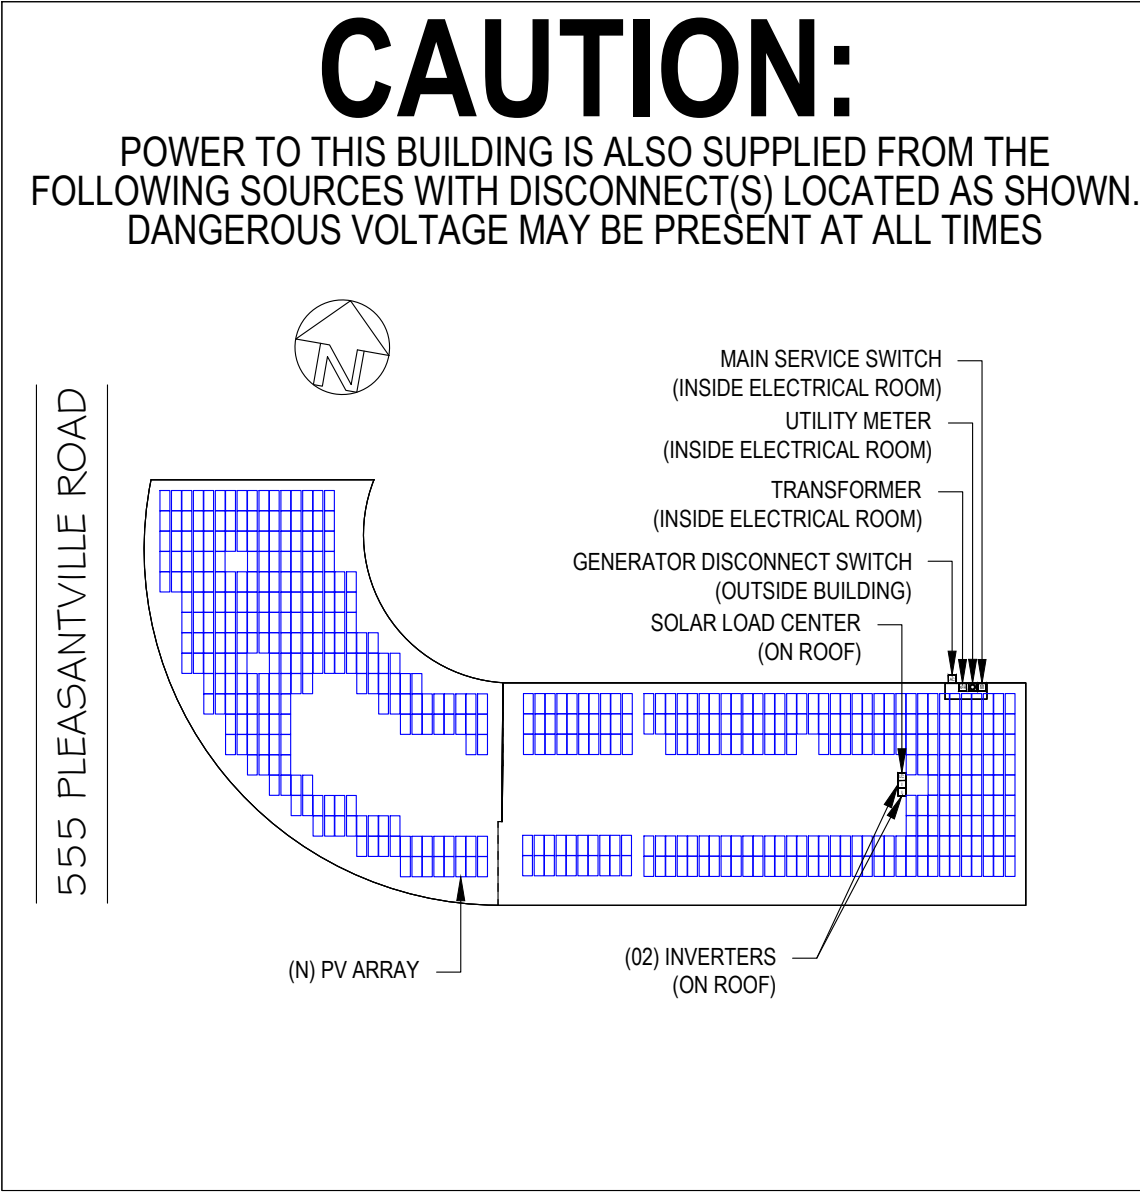 CAUTION:
POWER TO THIS BUILDING IS ALSO SUPPLIED FROM THE
FOLLOWING SOURCES WITH DISCONNECT(S) LOCATED AS SHOWN.
DANGEROUS VOLTAGE MAY BE PRESENT AT ALL TIMES
N
555 PLEASANTVILLE ROAD
MAIN SERVICE SWITCH
(INSIDE ELECTRICAL ROOM)
UTILITY METER
(INSIDE ELECTRICAL ROOM)
TRANSFORMER
(INSIDE ELECTRICAL ROOM)
GENERATOR DISCONNECT SWITCH
(OUTSIDE BUILDING)
SOLAR LOAD CENTER
(ON ROOF)
(N) PV ARRAY
(02) INVERTERS
(ON ROOF)